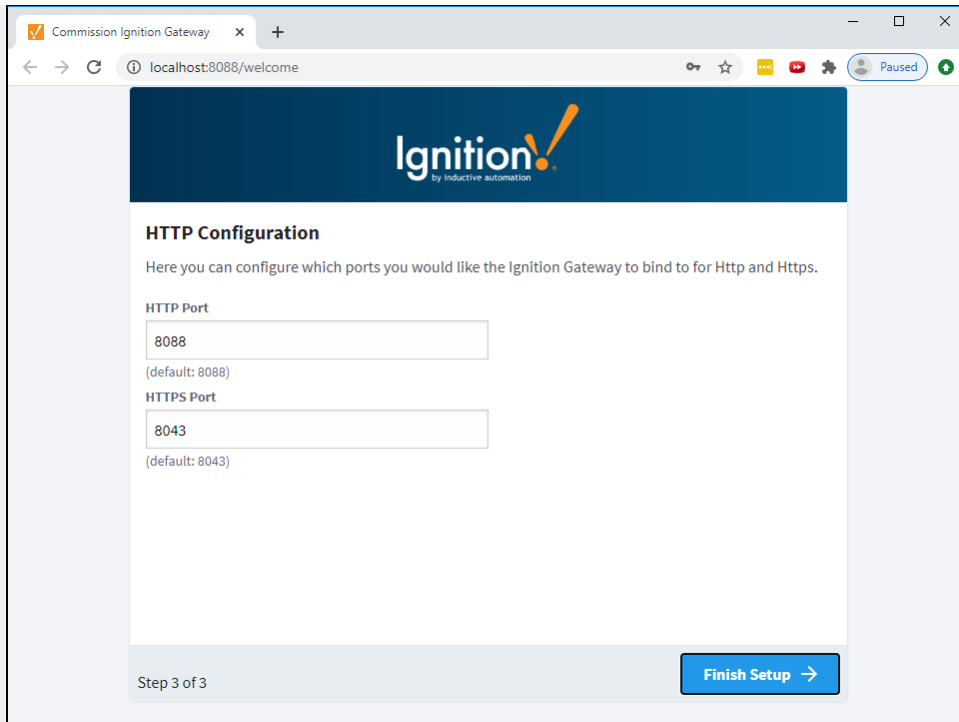 Commission Ignition Gateway
localhost:8088/welcome
Paused
Ignition
by inductive automation
HTTP Configuration
Here you can configure which ports you would like the Ignition Gateway to bind to for Http and Https.
HTTP Port
8088
(default: 8088)
HTTPS Port
8043
(default: 8043)
Step 3 of 3
Finish Setup →